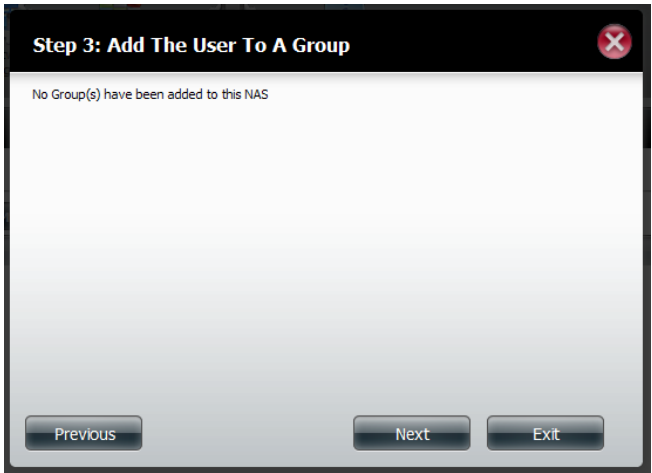 Step 3: Add The User To A Group
No Group(s) have been added to this NAS
Previous
Next
Exit